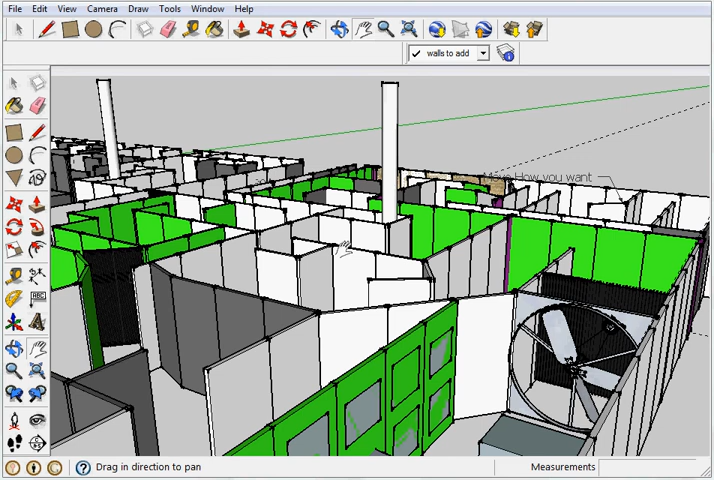 File Edit View Camera Draw Tools Window Help
walls to add
How you want
ABC
Drag in direction to pan
Measurements